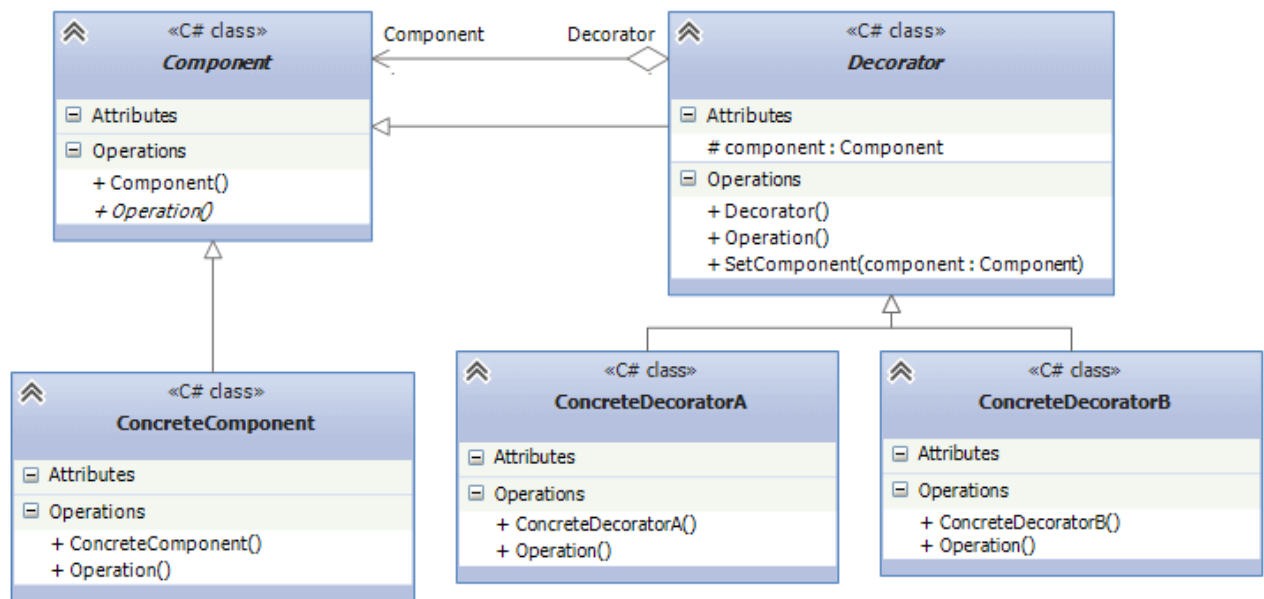 «C# class»
Component
Attributes
Operations
+ Component()
+ Operation()
Component
Decorator
«C# class»
Decorator
Attributes
# component : Component
Operations
+ Decorator()
+ Operation()
+ SetComponent(component : Component)
«C# class»
ConcreteComponent
Attributes
Operations
+ ConcreteComponent()
+ Operation()
«C# class»
ConcreteDecoratorA
Attributes
Operations
+ ConcreteDecoratorA()
+ Operation()
«C# class»
ConcreteDecoratorB
Attributes
Operations
+ ConcreteDecoratorB()
+ Operation()